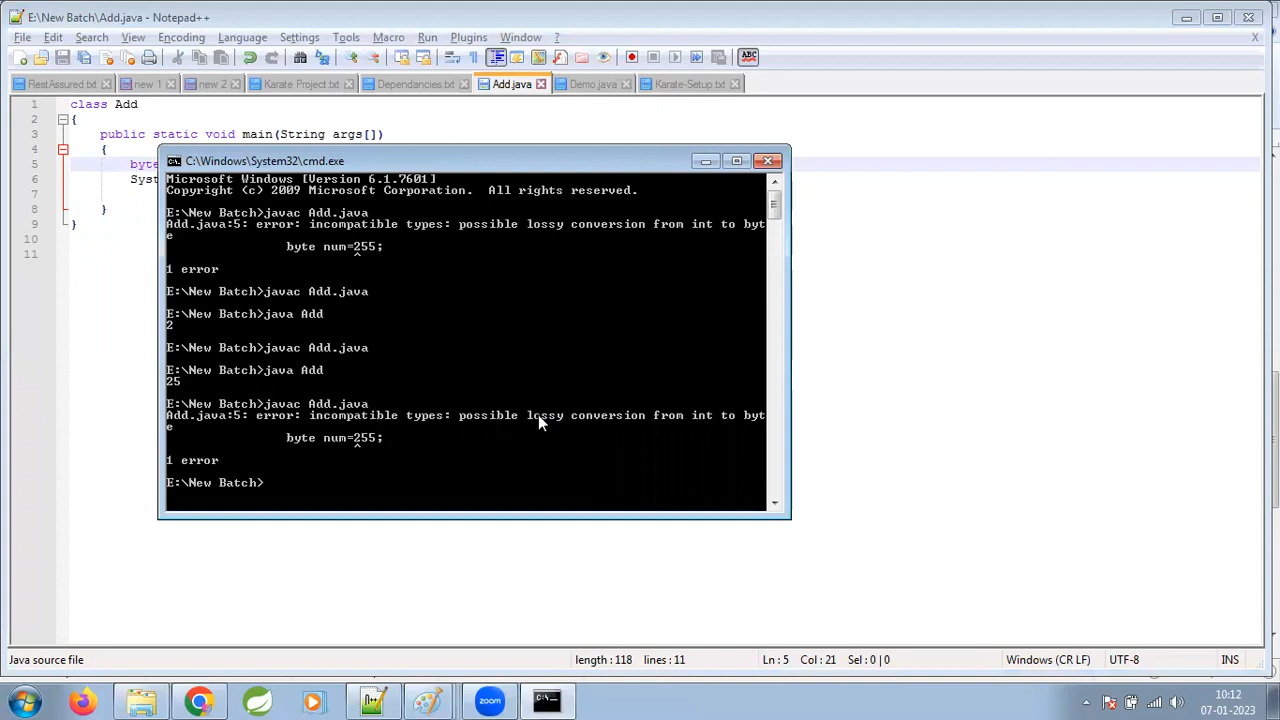 E:\New Batch\Add.java - Notepad++
File Edit Search View Encoding Language Settings Tools Macro Run Plugins Window ? X
ABC
RestAssured.txt new 1 new 2 Karate Project.txt Dependancies.txt Add.java Demo.java Karate-Setup.txt
1 class Add
2 {
3 public static void main(String args[])
4 {
5 byte
6 Syst
7
8 }
9 }
10
11
C:\Windows\System32\cmd.exe
Microsoft Windows [Version 6.1.7601]
Copyright (c) 2009 Microsoft Corporation.  All rights reserved.
E:\New Batch>javac Add.java
Add.java:5: error: incompatible types: possible lossy conversion from int to byt
e
byte num=255;
^
1 error
E:\New Batch>javac Add.java
E:\New Batch>java Add
2
E:\New Batch>javac Add.java
E:\New Batch>java Add
25
E:\New Batch>javac Add.java
Add.java:5: error: incompatible types: possible lossy conversion from int to byt
e
byte num=255;
^
1 error
E:\New Batch>
Java source file length : 118 lines : 11 Ln : 5 Col : 21 Sel : 0 | 0 Windows (CR LF) UTF-8 INS
zoom
10:12
07-01-2023